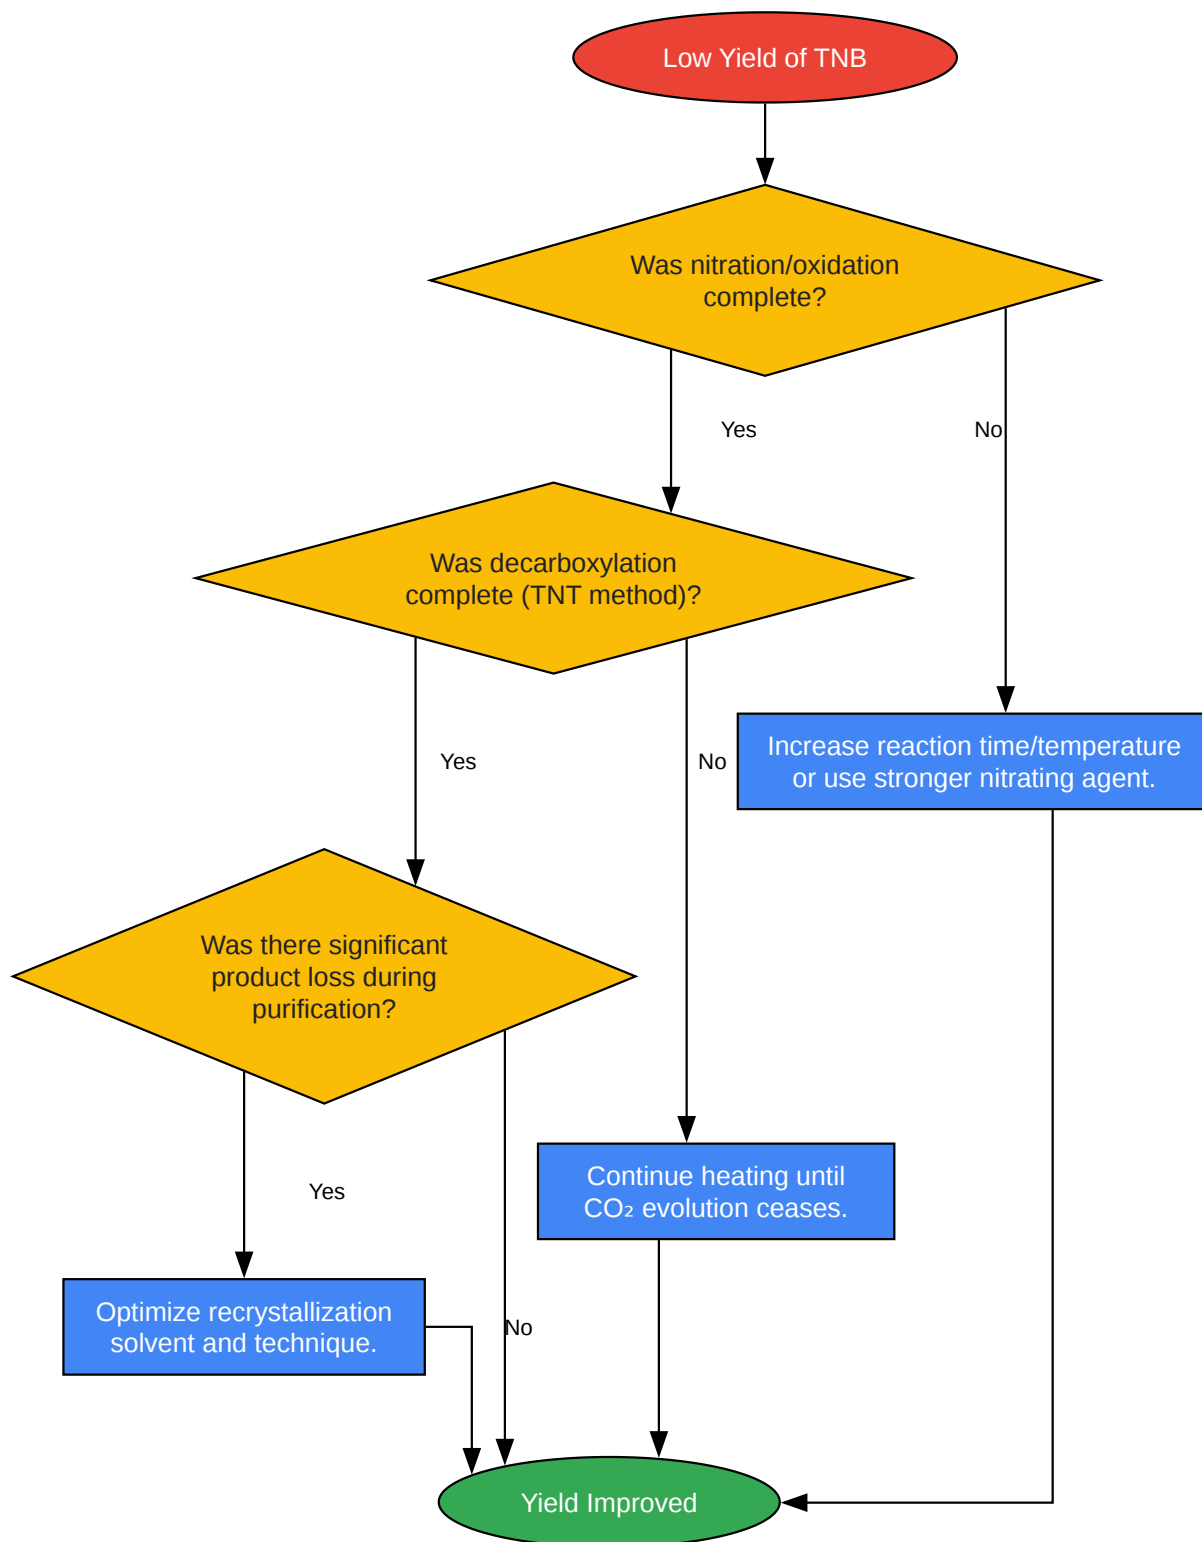 Low Yield of TNB
Was nitration/oxidation
complete?
Yes
No
Was decarboxylation
complete (TNT method)?
Yes
No
Increase reaction time/temperature
or use stronger nitrating agent.
Was there significant
product loss during
purification?
Yes
No
Continue heating until
CO₂ evolution ceases.
Optimize recrystallization
solvent and technique.
Yield Improved